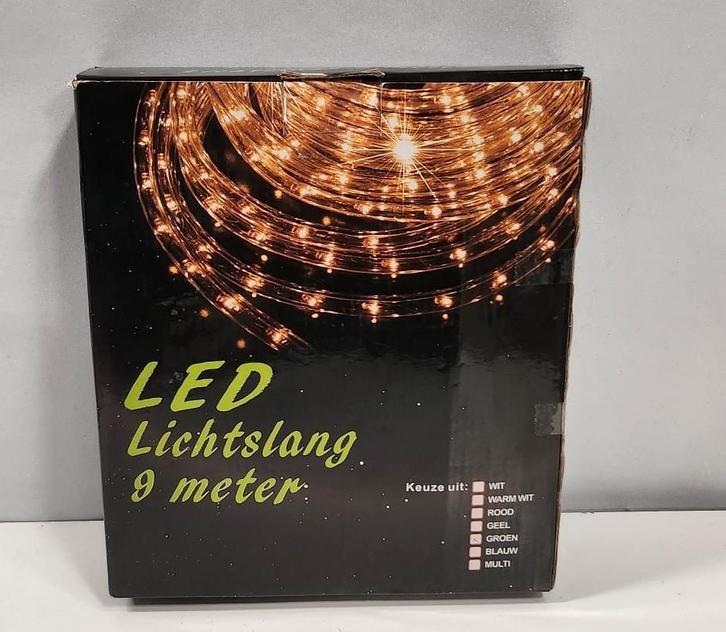 LED
Lichtslang
9 meter
Keuze uit: WIT
WARM WIT
ROOD
GEEL
GROEN
BLAUW
MULTI